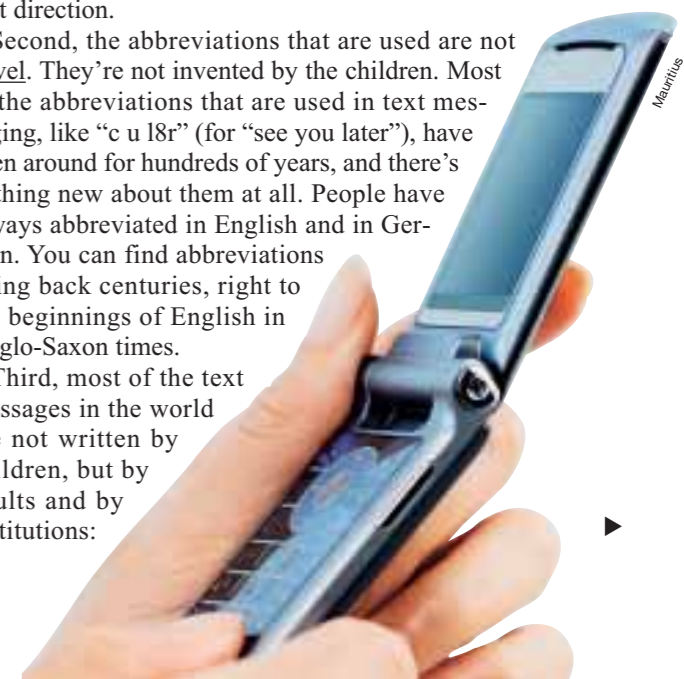 t direction.
Second, the abbreviations that are used are not
vel. They're not invented by the children. Most
the abbreviations that are used in text mes-
ging, like “c u l8r” (for “see you later”), have
en around for hundreds of years, and there's
thing new about them at all. People have
ways abbreviated in English and in Ger-
n. You can find abbreviations
ing back centuries, right to
beginnings of English in
glo-Saxon times.
Third, most of the text
ssages in the world
e not written by
ildren, but by
ults and by
titutions:
Mauritius